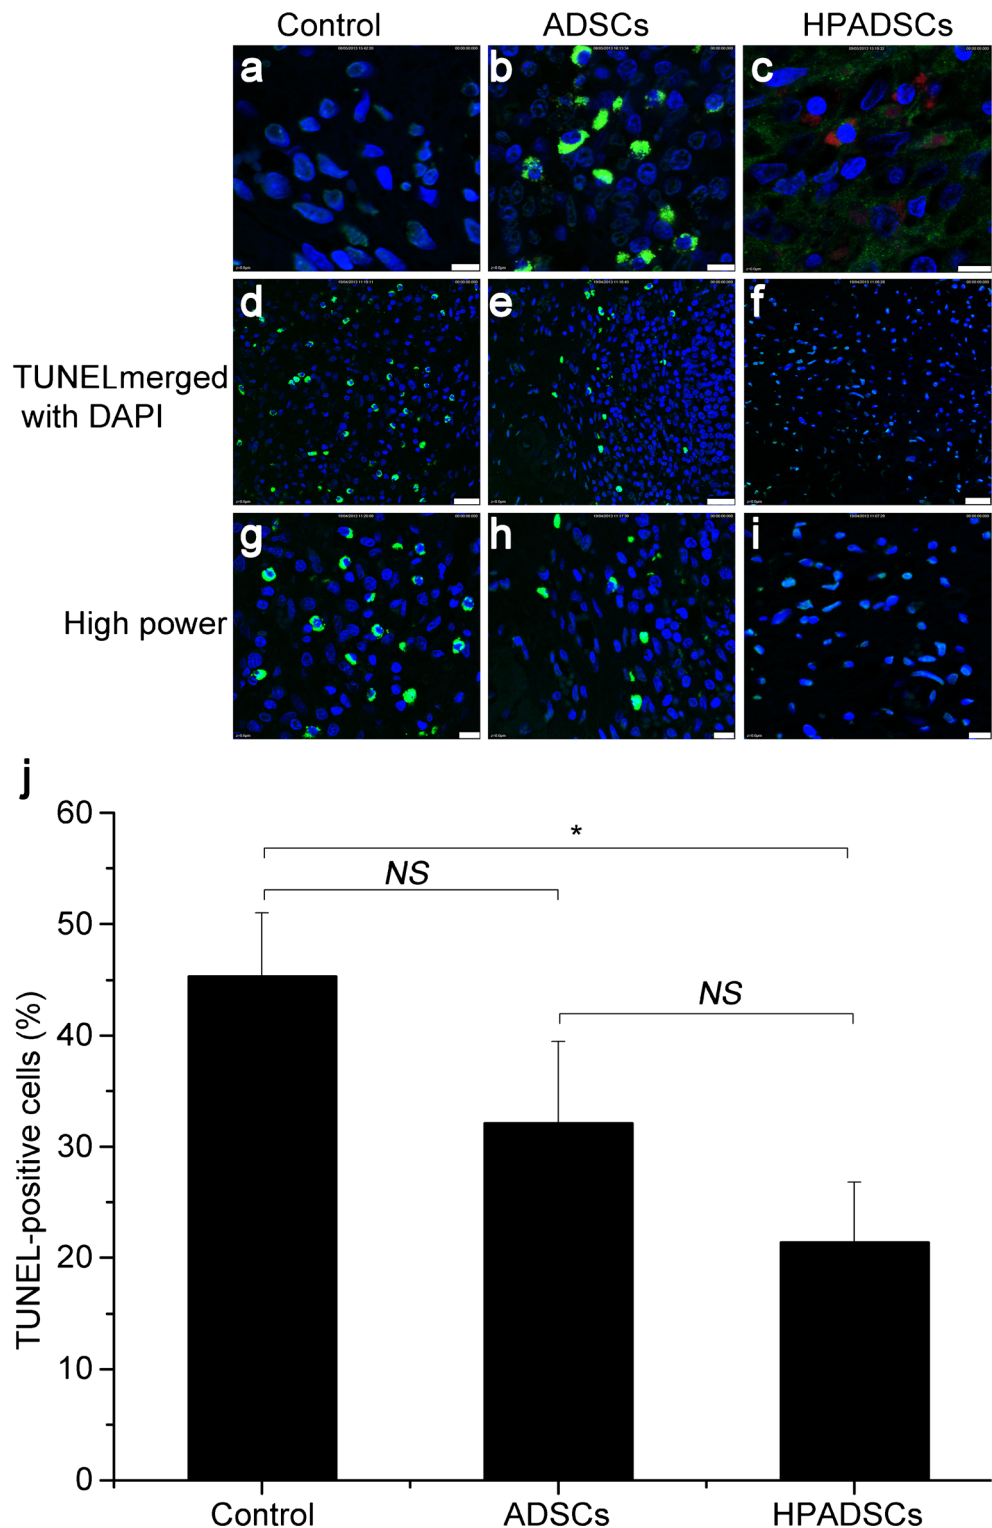 Control
ADSCs
HPADSCs
a
b
c
d
e
f
TUNELmerged
with DAPI
g
h
i
High power
j
60
50
40
30
20
10
0
TUNEL-positive cells (%)
*
NS
NS
Control
ADSCs
HPADSCs